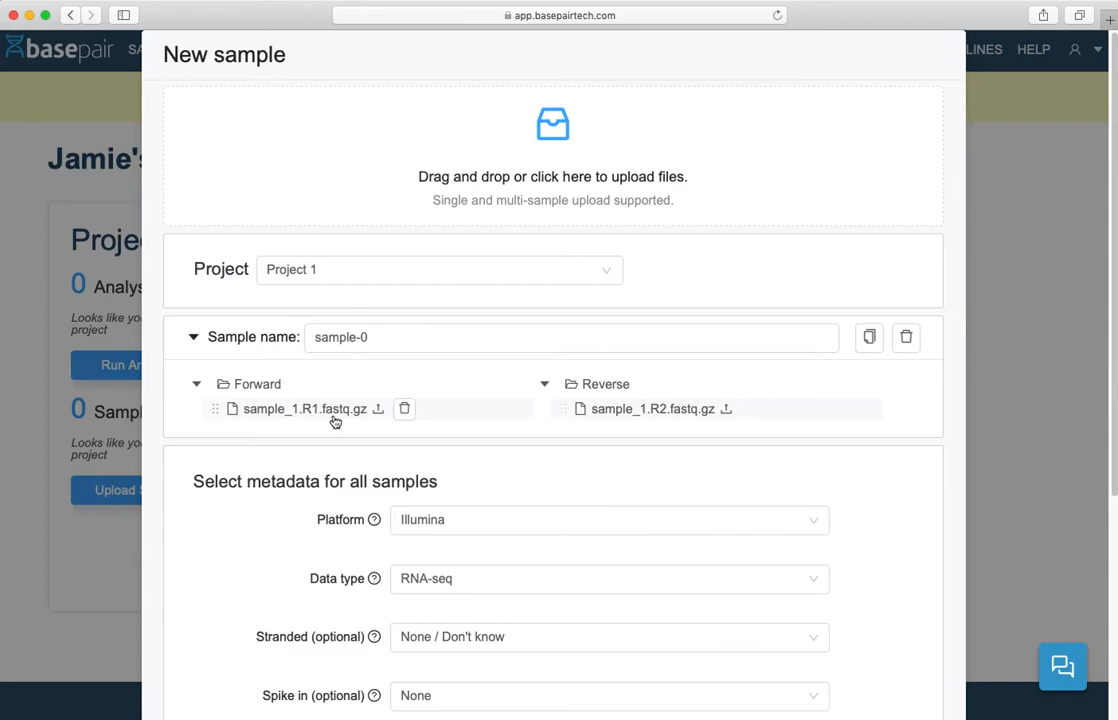 app.basepairtech.com
basepair
SA
LINES HELP
New sample
Drag and drop or click here to upload files.
Single and multi-sample upload supported.
Jamie's
Proje
0 Analys
Looks like you
project
Run An
0 Sampl
Looks like you
project
Upload S
Project Project 1
Sample name: sample-0
Forward Reverse
sample_1.R1.fastq.gz sample_1.R2.fastq.gz
Select metadata for all samples
Platform Illumina
Data type RNA-seq
Stranded (optional) None / Don't know
Spike in (optional) None